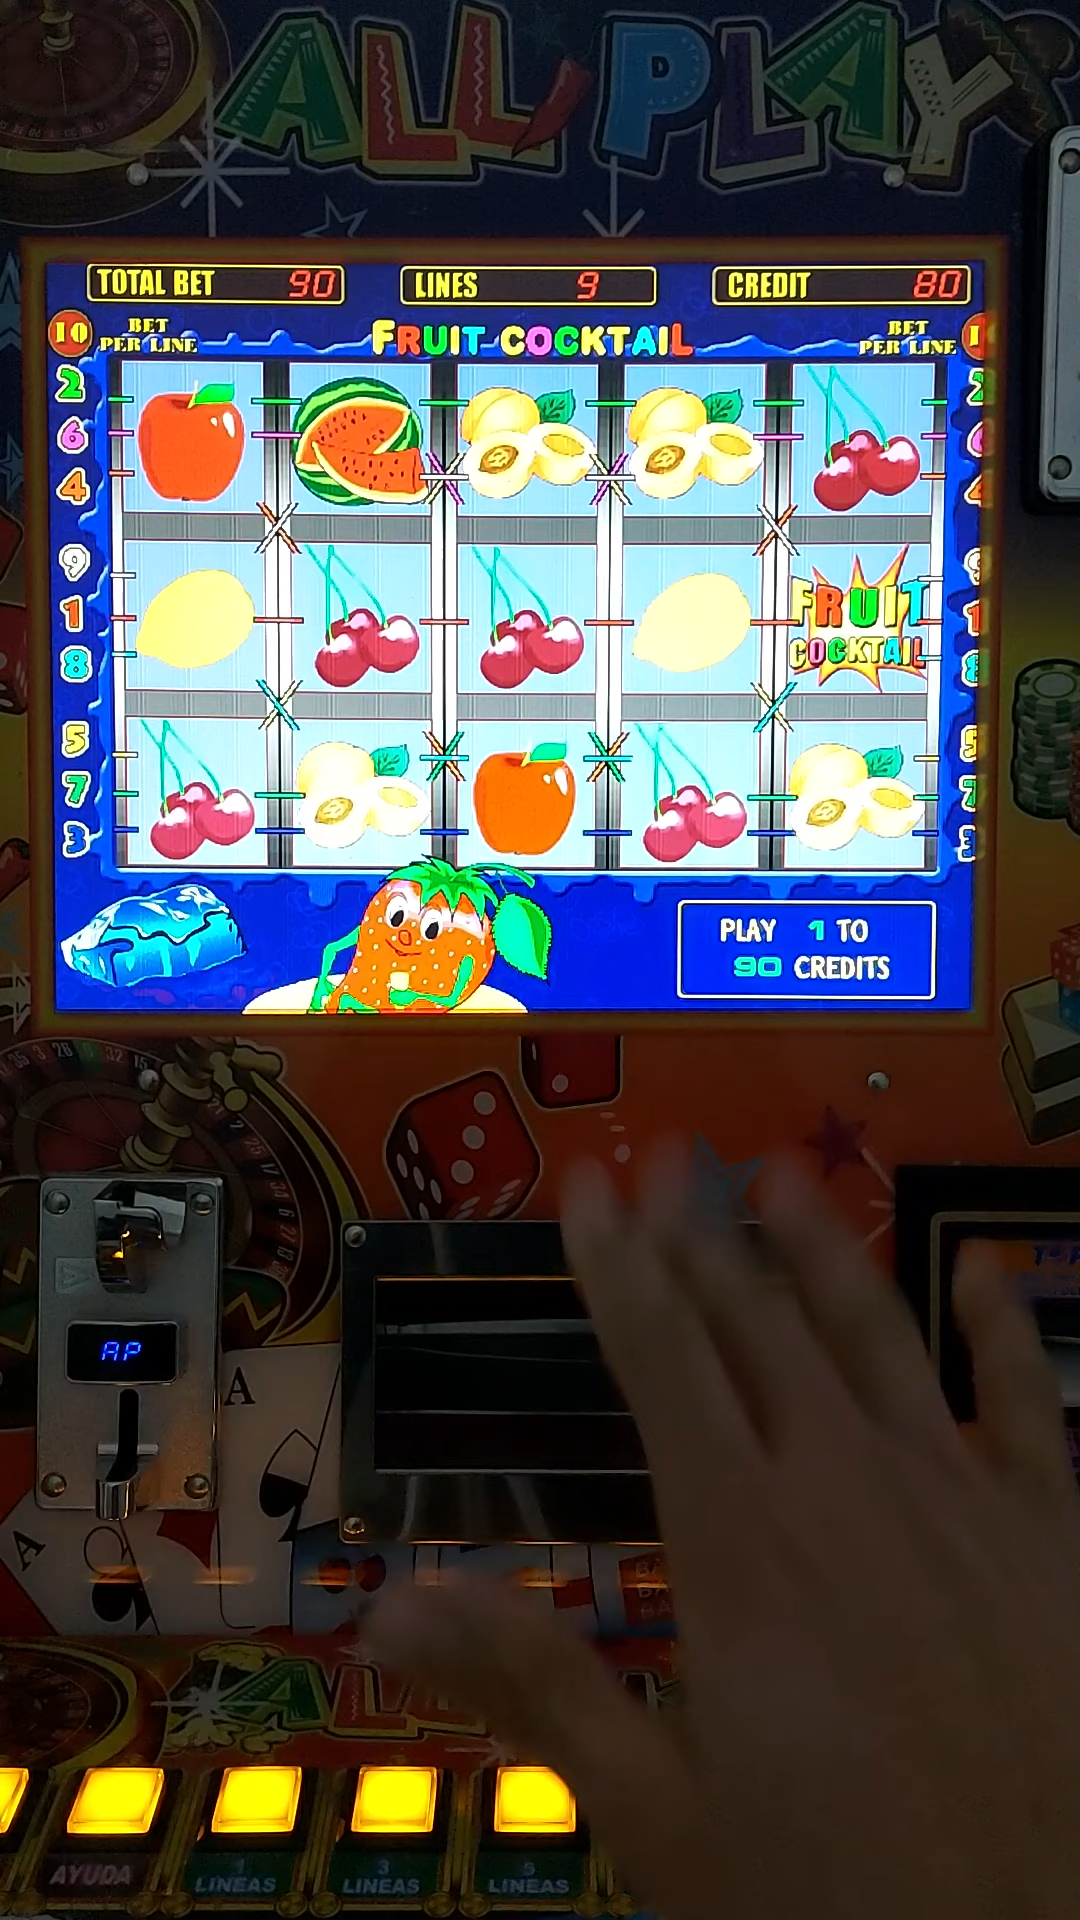 ALL PLAY
TOTAL BET 90
LINES 9
CREDIT 80
10 BET PER LINE
FRUIT COCKTAIL
BET PER LINE
2
6
4
9
1
8
5
7
3
FRUIT
COCKTAIL
PLAY 1 TO
90 CREDITS
AP
A
A
AYUDA
1 LINEAS
3 LINEAS
5 LINEAS